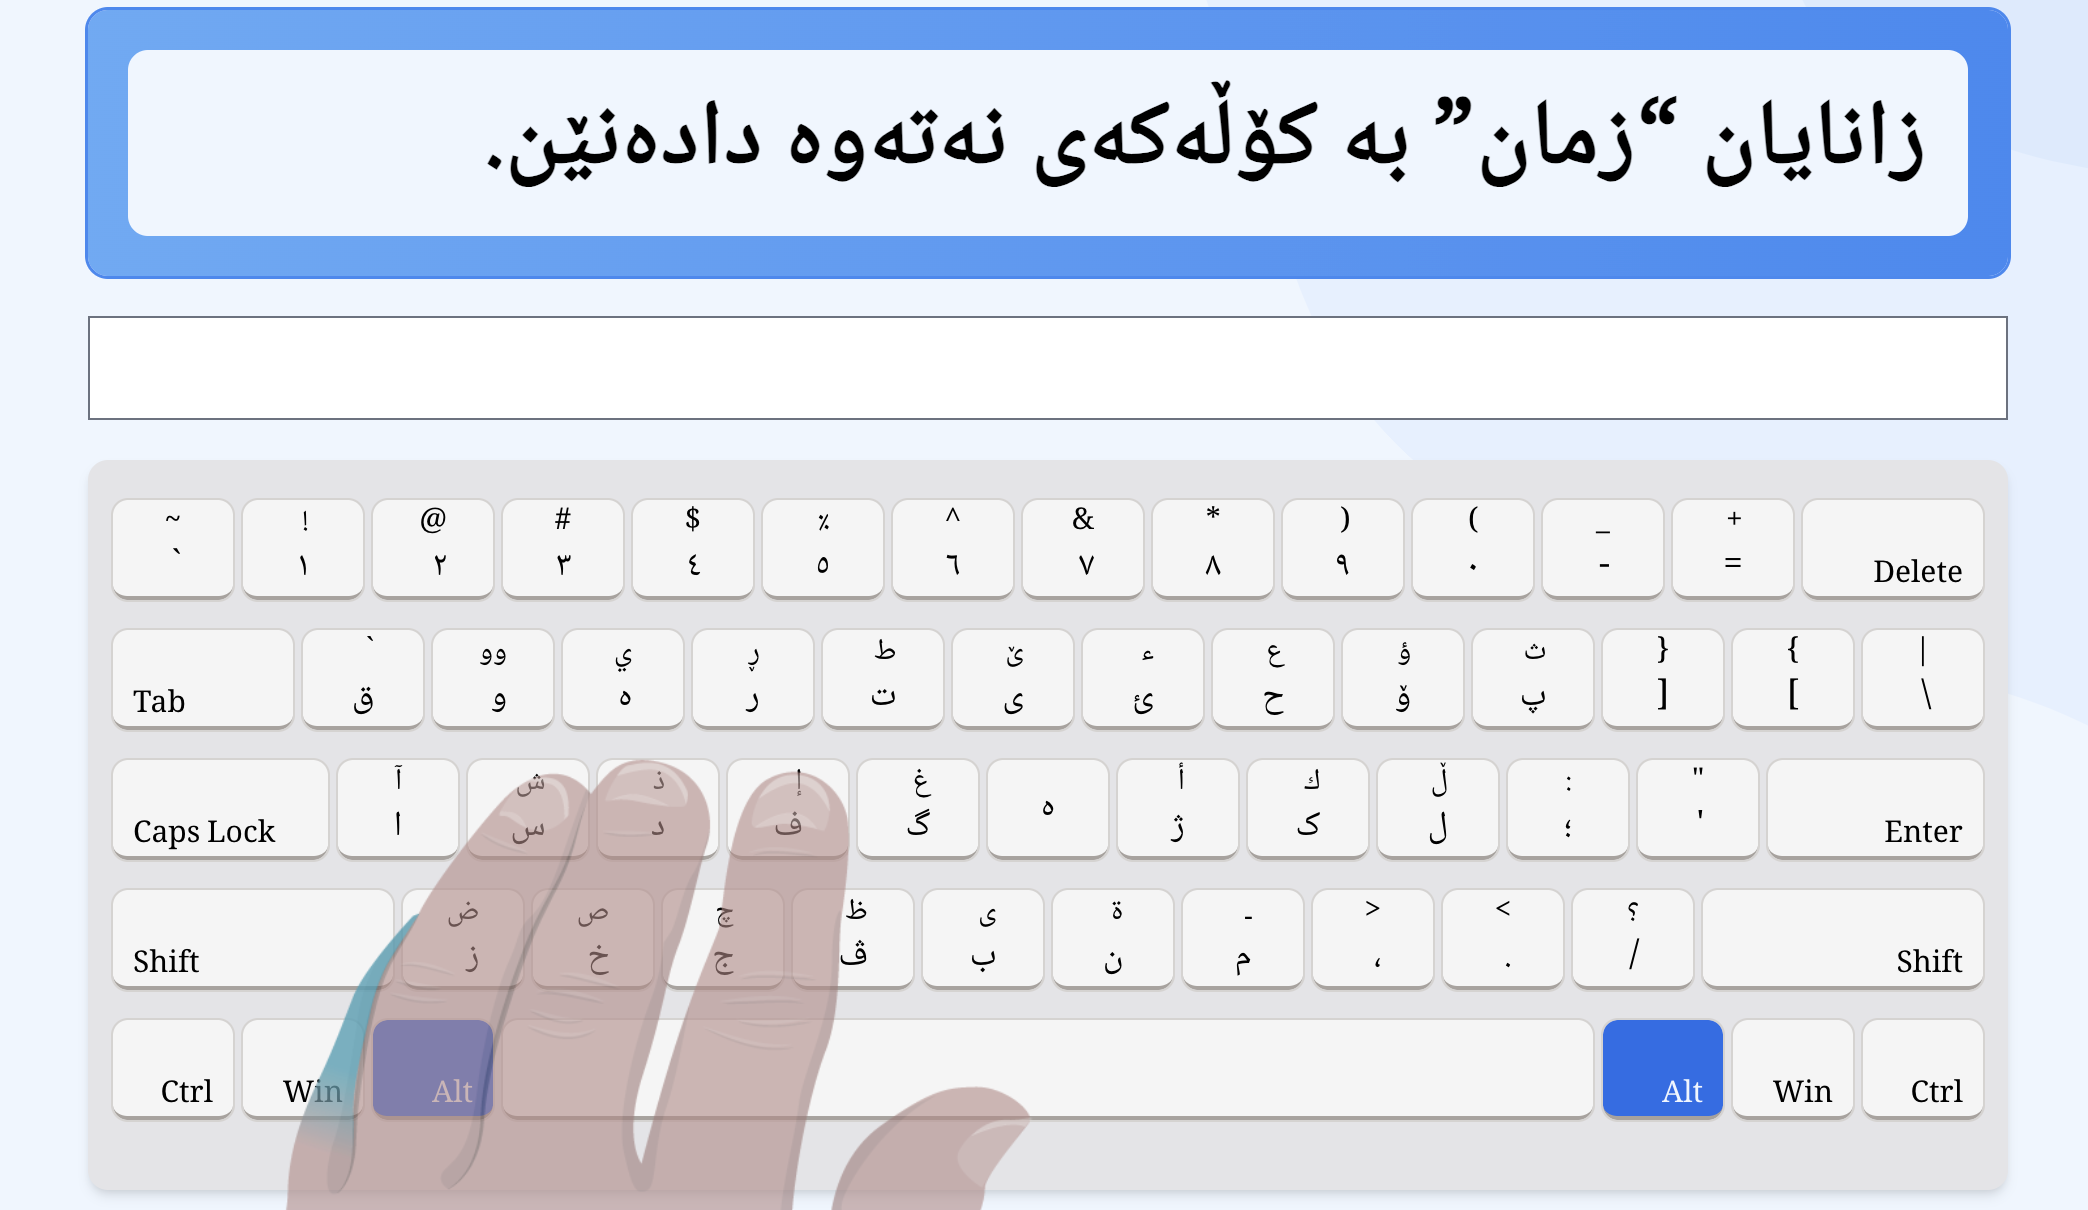 زانایان “زمان” بە کۆڵەکەی نەتەوە دادەنێن.
~ ! @ # $ ٪ ^ & * ) ( _ +
` ١ ٢ ٣ ٤ ٥ ٦ ٧ ٨ ٩ ٠ - = Delete
` وو ي ڕ ط ێ ء ع ؤ ث } { |
Tab ق و ە ر ت ی ئ ح ۆ پ ] [ \
آ ش ذ إ غ أ ك ڵ : "
Caps Lock ا س د ف گ ه ژ ک ل ؛ ' Enter
ض ص چ ظ ى ة ـ > < ؟
Shift ز خ ج ڤ ب ن م ، . / Shift
Ctrl Win Alt Alt Win Ctrl